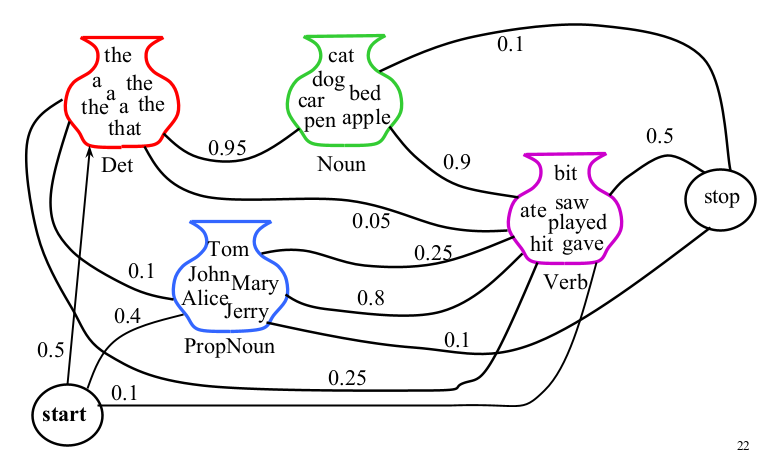 the
a the
a
the a the
that
Det
cat
dog
car bed
pen apple
Noun
0.95
0.1
0.9
0.05
bit
ate saw
played
hit gave
Verb
0.5
stop
Tom
John Mary
Alice
Jerry
PropNoun
0.25
0.8
0.1
0.1
0.4
0.5
0.1
0.25
start
22